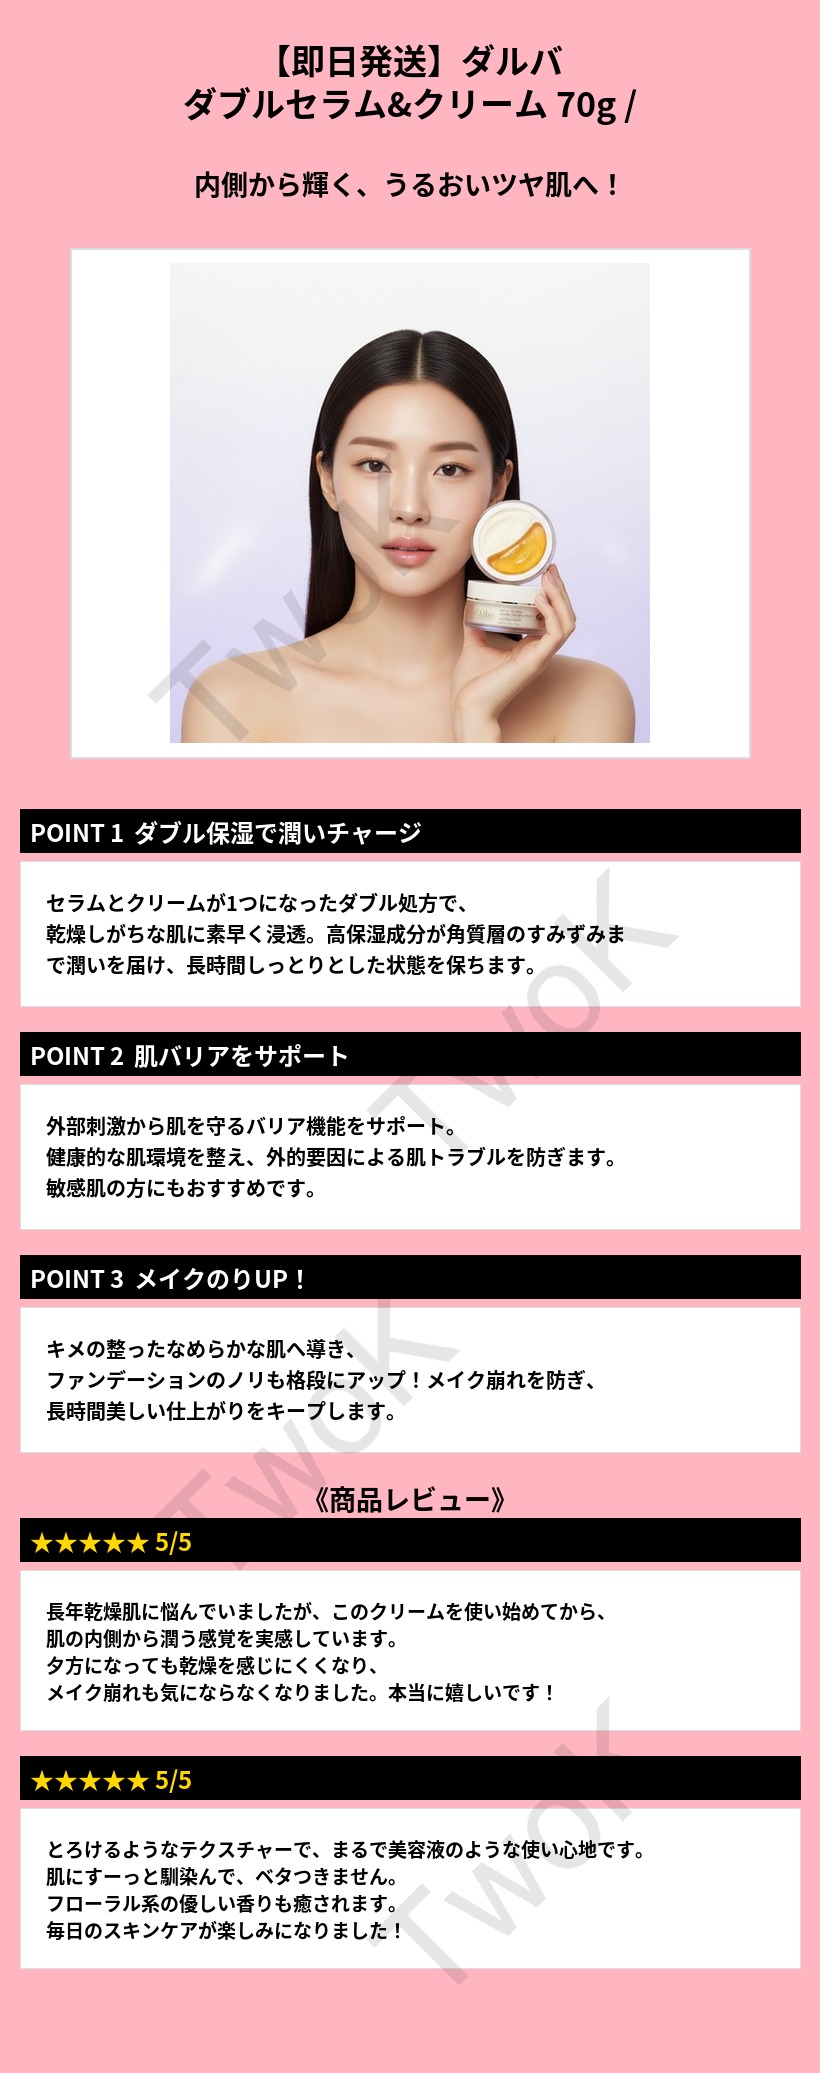 【即日発送】ダルバ
ダブルセラム&クリーム 70g /
内側から輝く、うるおいツヤ肌へ！
d'Alba
TwoK
POINT 1 ダブル保湿で潤いチャージ
セラムとクリームが1つになったダブル処方で、
乾燥しがちな肌に素早く浸透。高保湿成分が角質層のすみずみま
で潤いを届け、長時間しっとりとした状態を保ちます。
TwoK
POINT 2 肌バリアをサポート
外部刺激から肌を守るバリア機能をサポート。
健康的な肌環境を整え、外的要因による肌トラブルを防ぎます。
敏感肌の方にもおすすめです。
POINT 3 メイクのりUP！
キメの整ったなめらかな肌へ導き、
ファンデーションのノリも格段にアップ！メイク崩れを防ぎ、
長時間美しい仕上がりをキープします。
TwoK
《商品レビュー》
★★★★★ 5/5
長年乾燥肌に悩んでいましたが、このクリームを使い始めてから、
肌の内側から潤う感覚を実感しています。
夕方になっても乾燥を感じにくくなり、
メイク崩れも気にならなくなりました。本当に嬉しいです！
★★★★★ 5/5
とろけるようなテクスチャーで、まるで美容液のような使い心地です。
肌にすーっと馴染んで、ベタつきません。
フローラル系の優しい香りも癒されます。
毎日のスキンケアが楽しみになりました！
TwoK